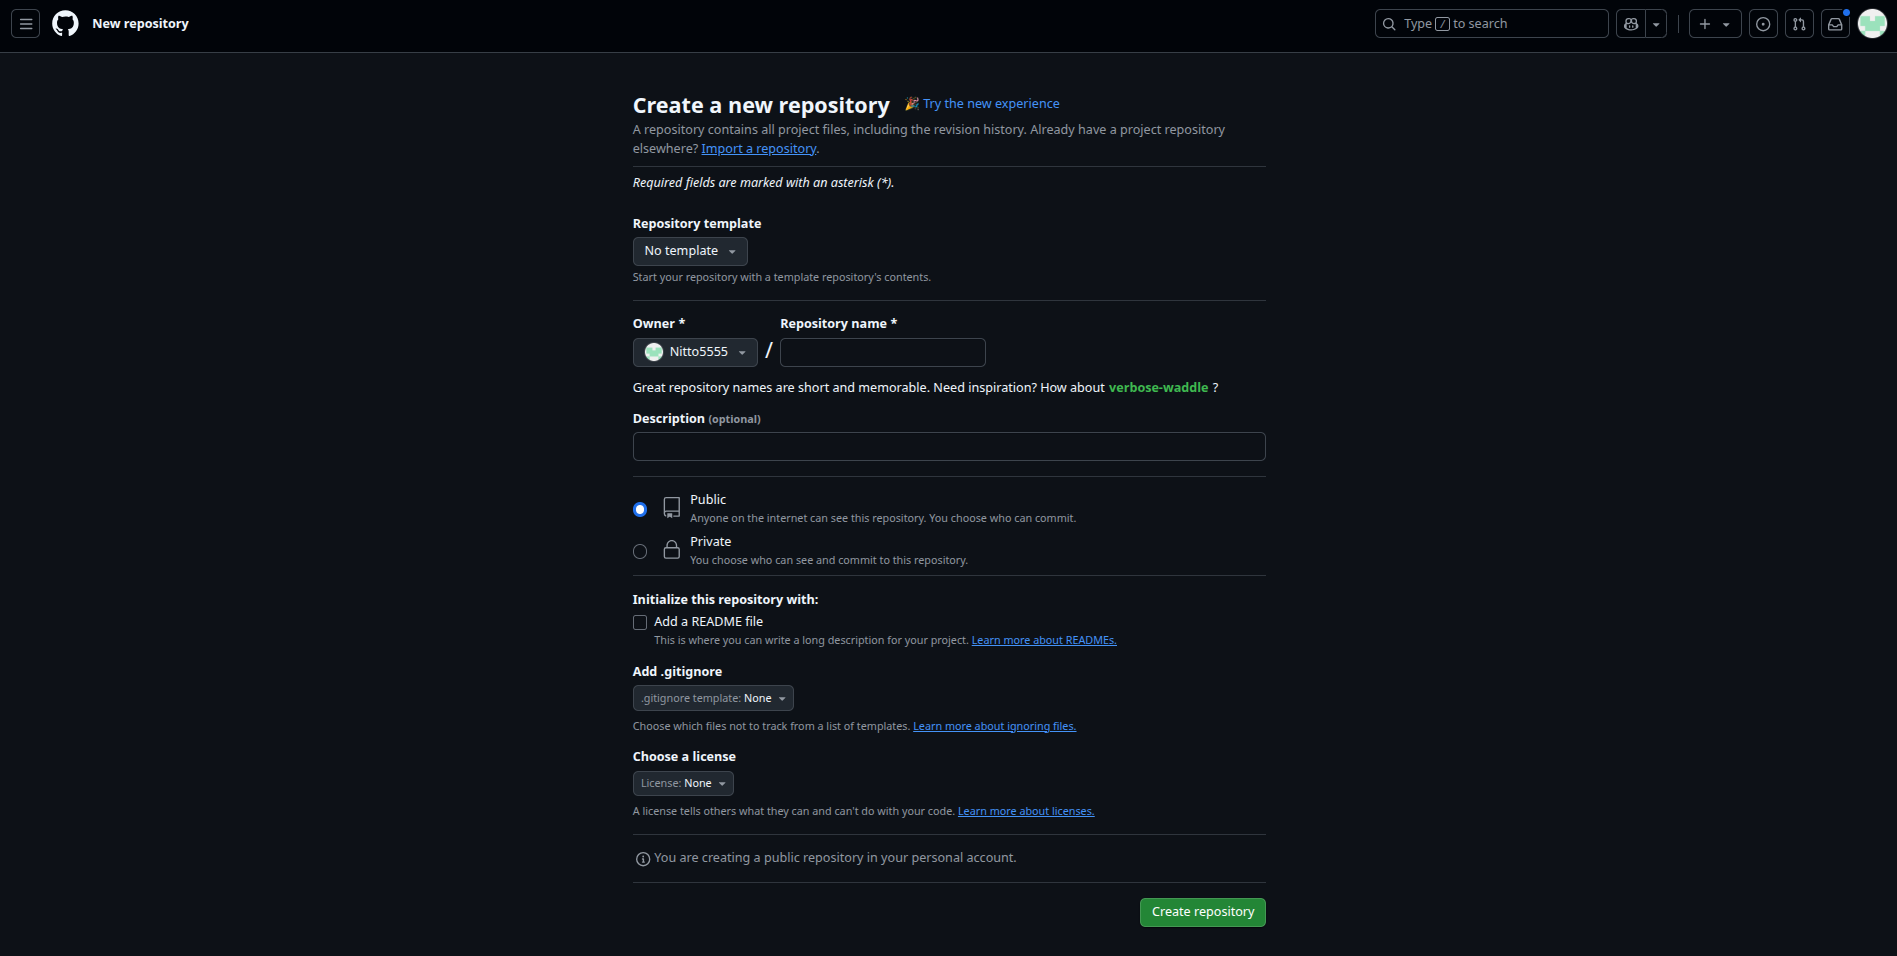 New repository
Type / to search
Create a new repository 🎉 Try the new experience
A repository contains all project files, including the revision history. Already have a project repository
elsewhere? Import a repository.
Required fields are marked with an asterisk (*).
Repository template
No template
Start your repository with a template repository's contents.
Owner * Repository name *
Nitto5555 /
Great repository names are short and memorable. Need inspiration? How about verbose-waddle ?
Description (optional)
Public
Anyone on the internet can see this repository. You choose who can commit.
Private
You choose who can see and commit to this repository.
Initialize this repository with:
Add a README file
This is where you can write a long description for your project. Learn more about READMEs.
Add .gitignore
.gitignore template: None
Choose which files not to track from a list of templates. Learn more about ignoring files.
Choose a license
License: None
A license tells others what they can and can't do with your code. Learn more about licenses.
You are creating a public repository in your personal account.
Create repository